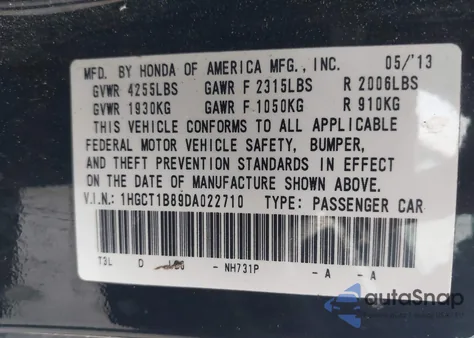 MFD. BY HONDA OF AMERICA MFG., INC. 05/'13
GVWR 4255LBS GAWR F 2315LBS R 2006LBS
GVWR 1930KG GAWR F 1050KG R 910KG
THIS VEHICLE CONFORMS TO ALL APPLICABLE
FEDERAL MOTOR VEHICLE SAFETY, BUMPER,
AND THEFT PREVENTION STANDARDS IN EFFECT
ON THE DATE OF MANUFACTURE SHOWN ABOVE.
V.I.N.: 1HGCT1B89DA022710 TYPE: PASSENGER CAR
T3L D - NH731P - A - A
autoSnap